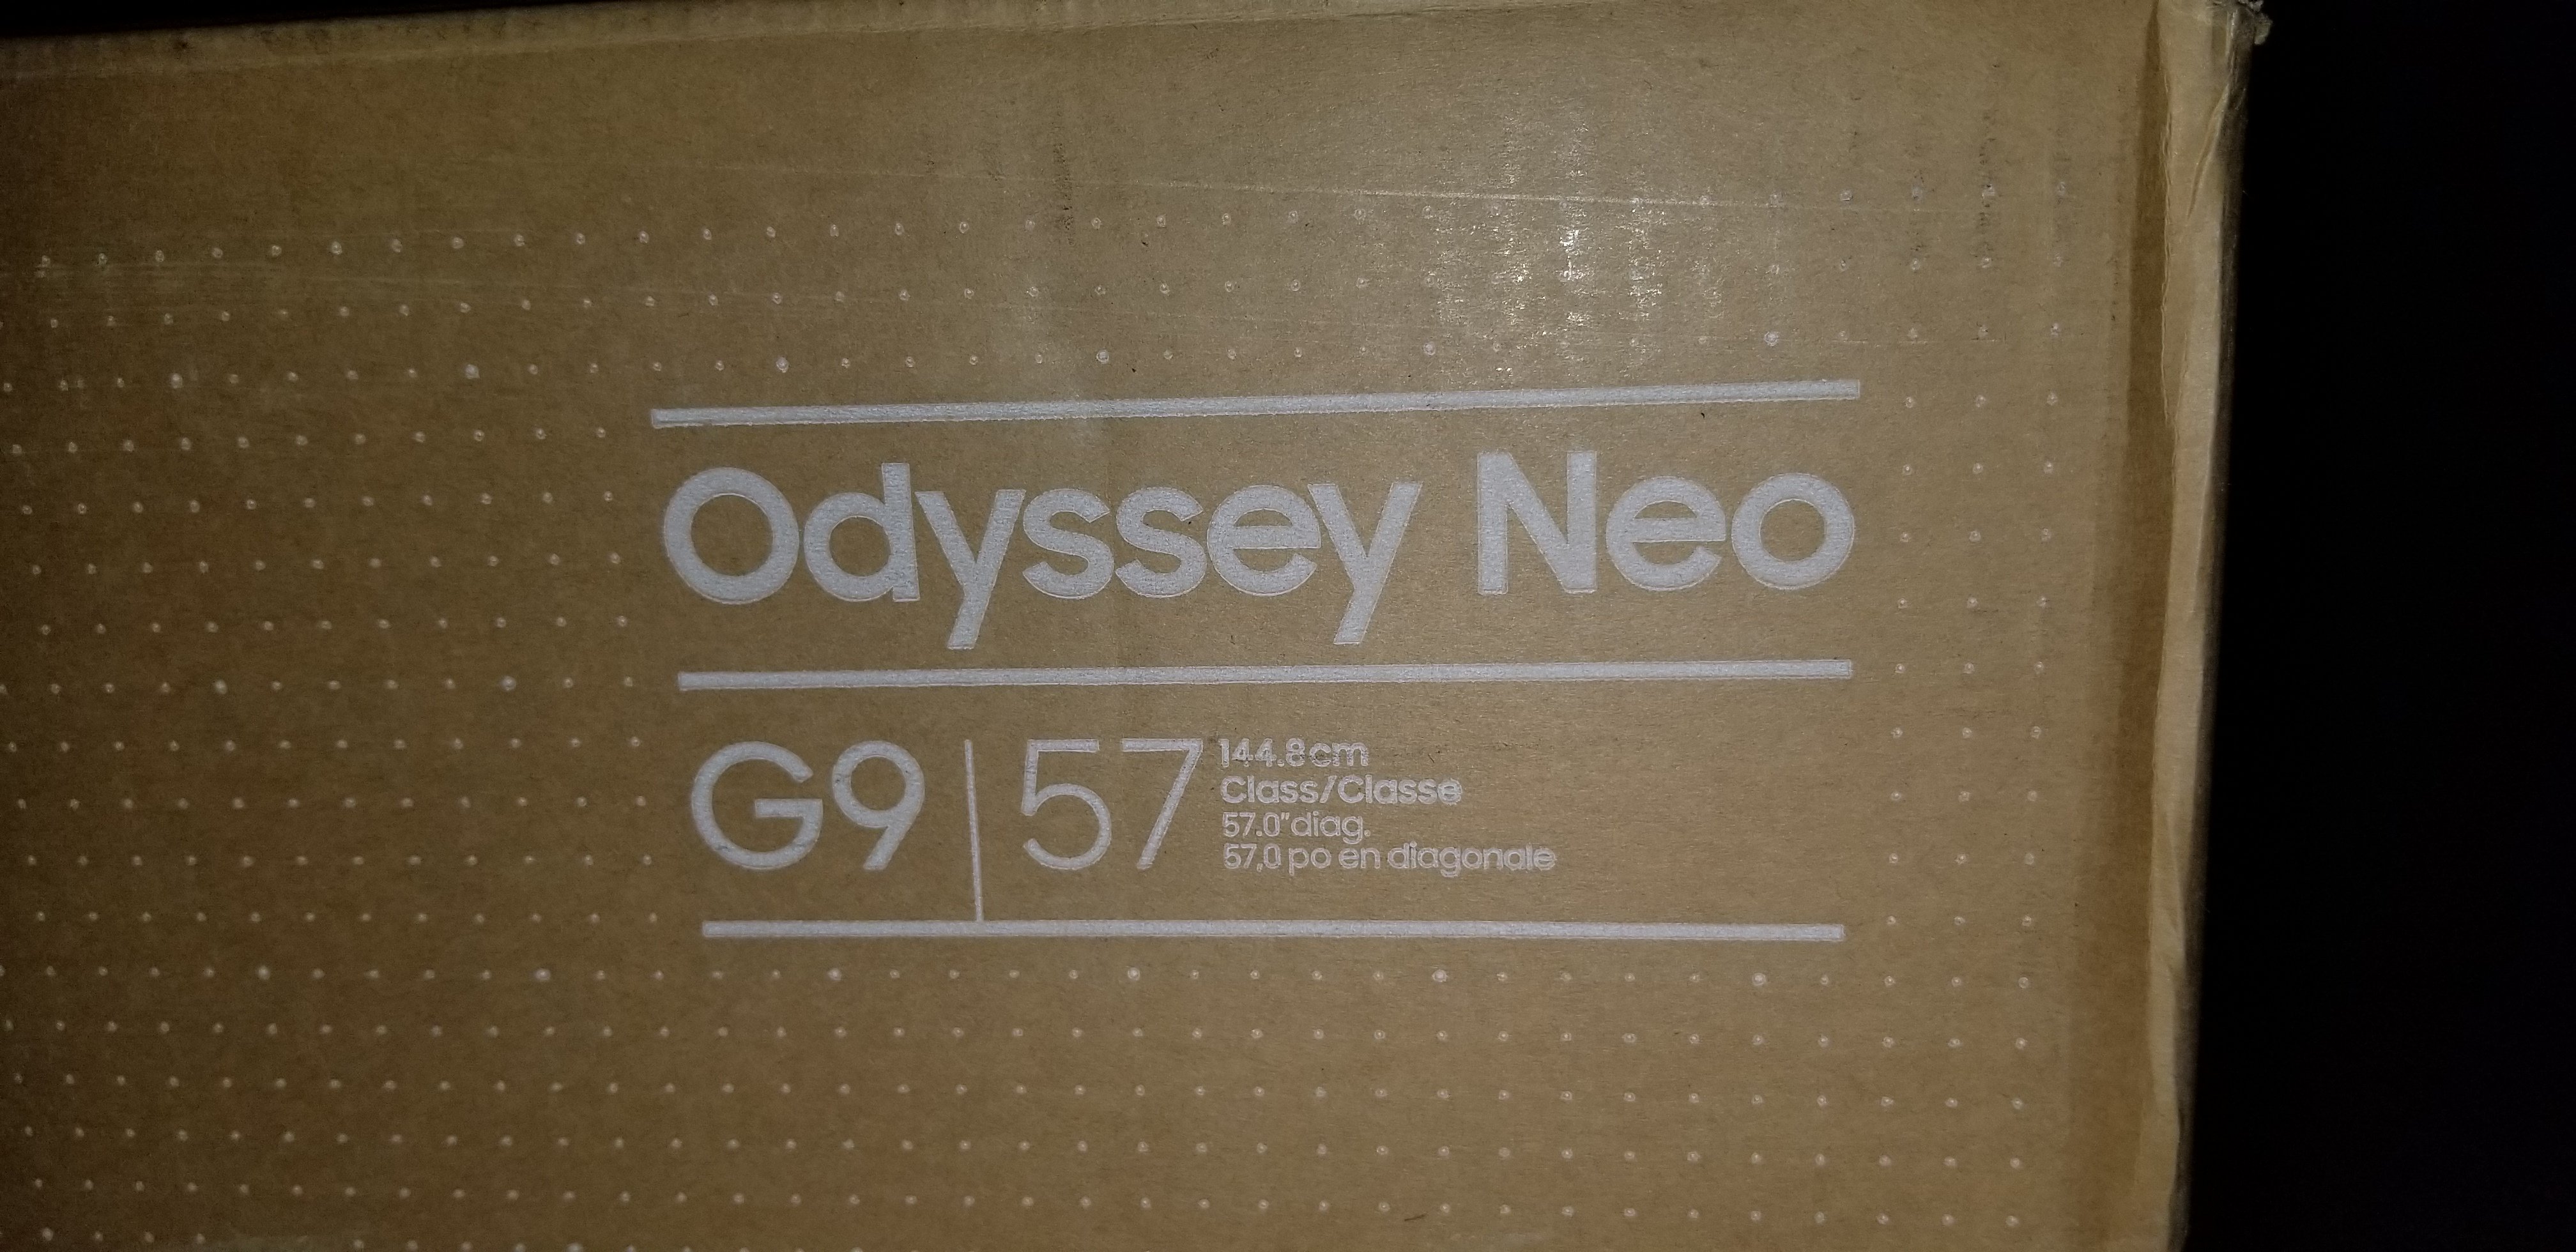 Odyssey Neo
G9 57
144.8cm
Class/Classe
57.0"diag.
57,0 po en diagonale